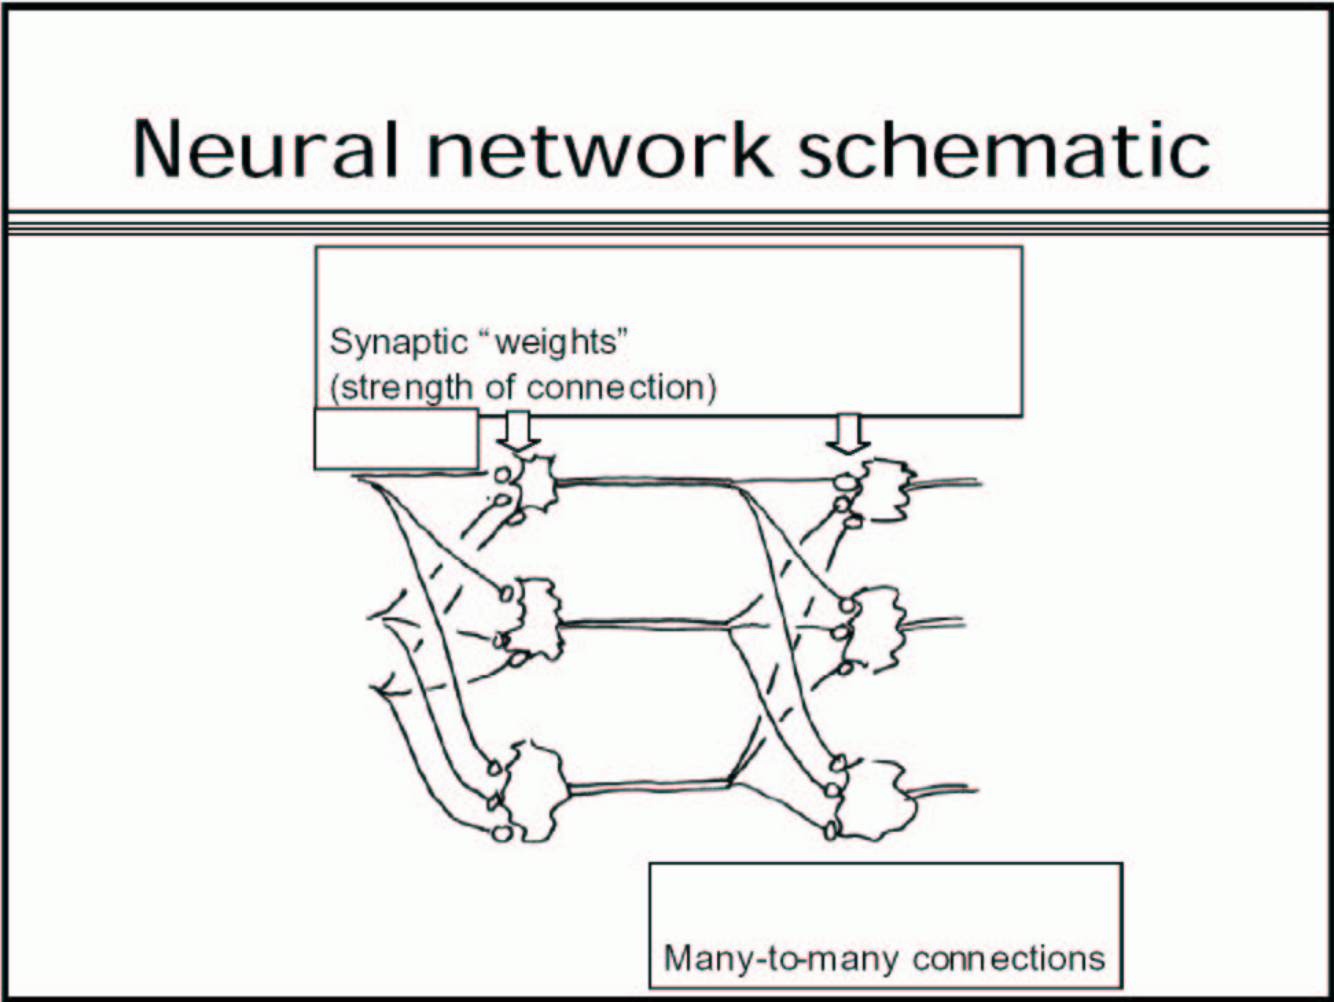 Neural network schematic
Synaptic “weights”
(strength of connection)
Many-to-many connections